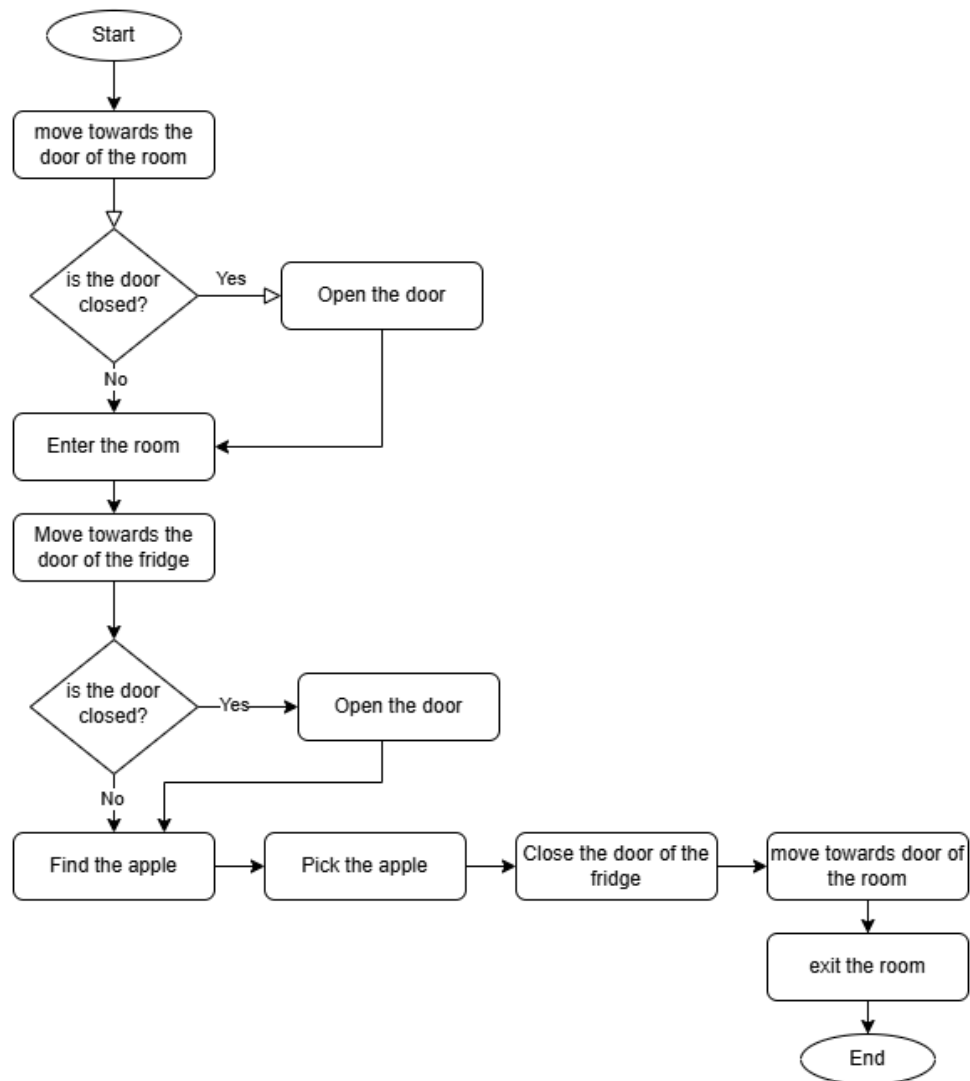 Start
move towards the
door of the room
is the door
closed?
Yes
Open the door
No
Enter the room
Move towards the
door of the fridge
is the door
closed?
Yes
Open the door
No
Find the apple
Pick the apple
Close the door of the
fridge
move towards door of
the room
exit the room
End